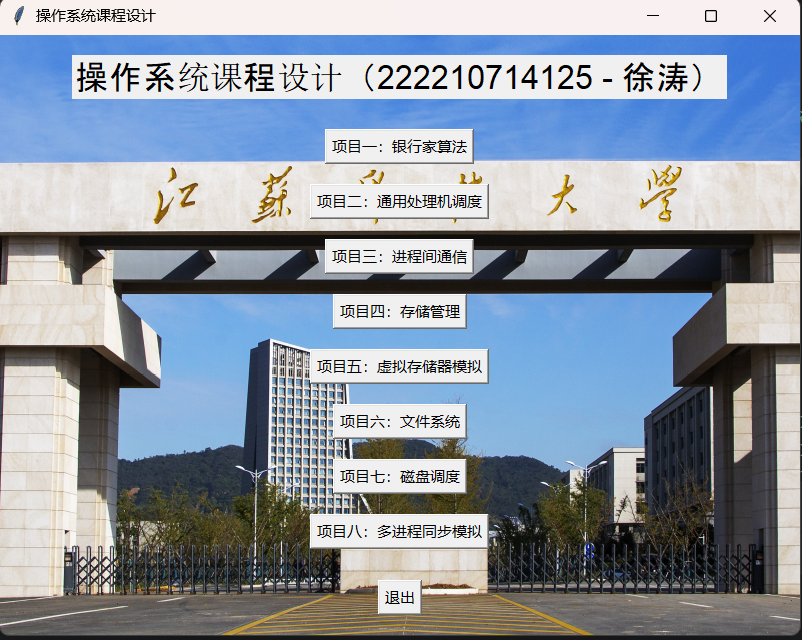 操作系统课程设计
操作系统课程设计（222210714125 - 徐涛）
项目一：银行家算法
江蘇
大學
项目二：通用处理机调度
项目三：进程间通信
项目四：存储管理
项目五：虚拟存储器模拟
项目六：文件系统
项目七：磁盘调度
项目八：多进程同步模拟
退出